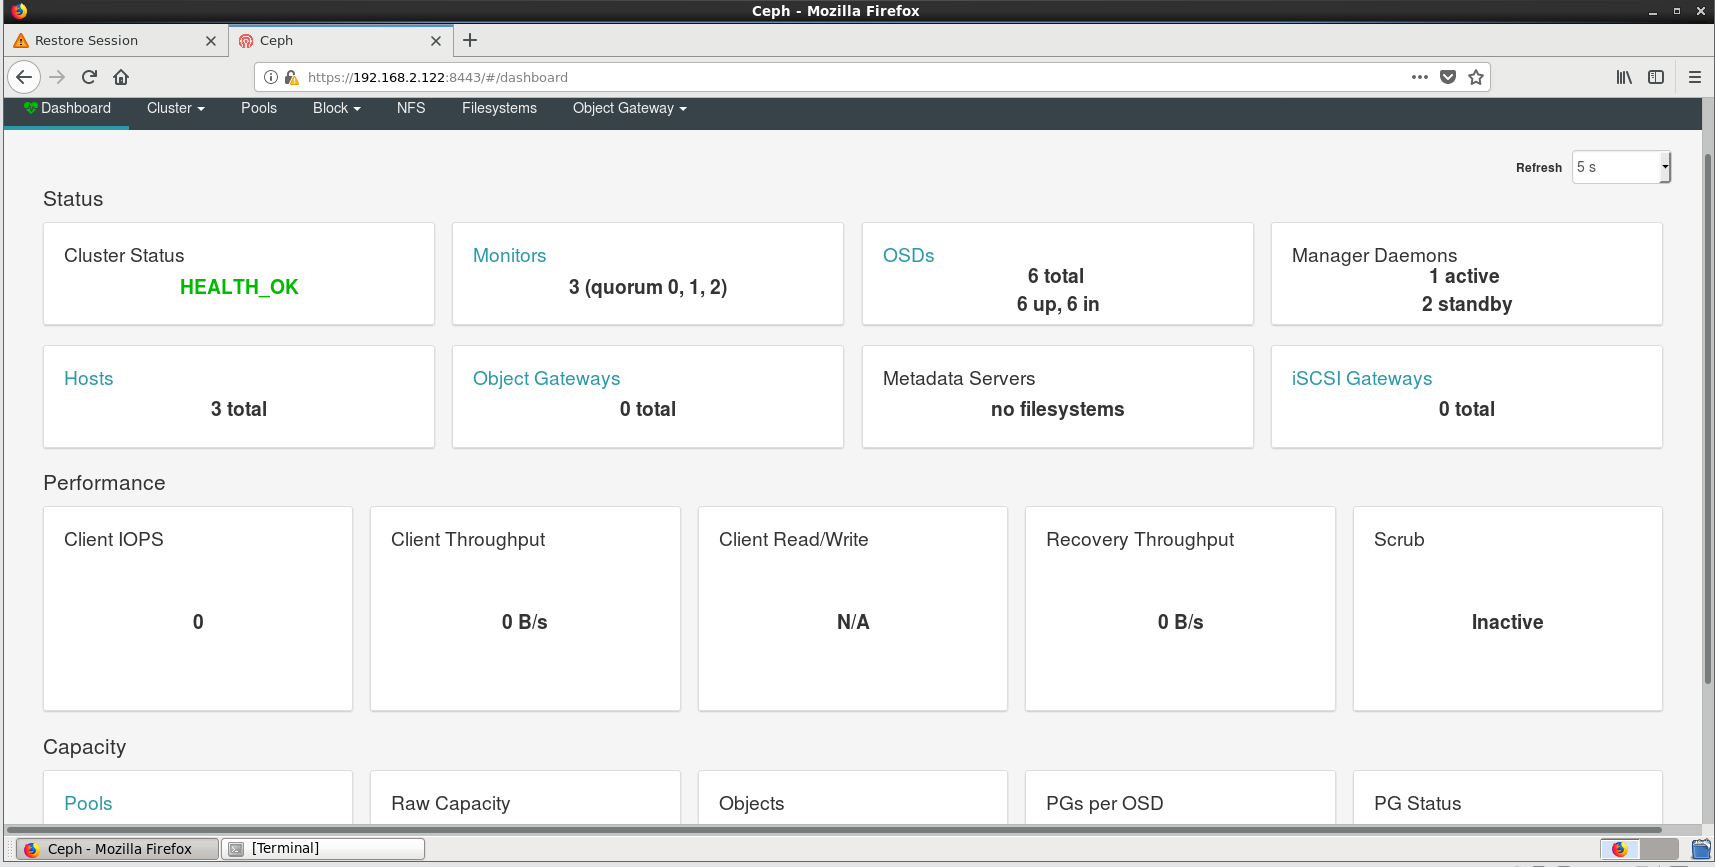 Ceph - Mozilla Firefox
Restore Session
Ceph
https://192.168.2.122:8443/#/dashboard
Dashboard Cluster Pools Block NFS Filesystems Object Gateway
Refresh 5 s
Status
Cluster Status
HEALTH_OK
Monitors
3 (quorum 0, 1, 2)
OSDs
6 total
6 up, 6 in
Manager Daemons
1 active
2 standby
Hosts
3 total
Object Gateways
0 total
Metadata Servers
no filesystems
iSCSI Gateways
0 total
Performance
Client IOPS
0
Client Throughput
0 B/s
Client Read/Write
N/A
Recovery Throughput
0 B/s
Scrub
Inactive
Capacity
Pools
Raw Capacity
Objects
PGs per OSD
PG Status
Ceph - Mozilla Firefox
[Terminal]